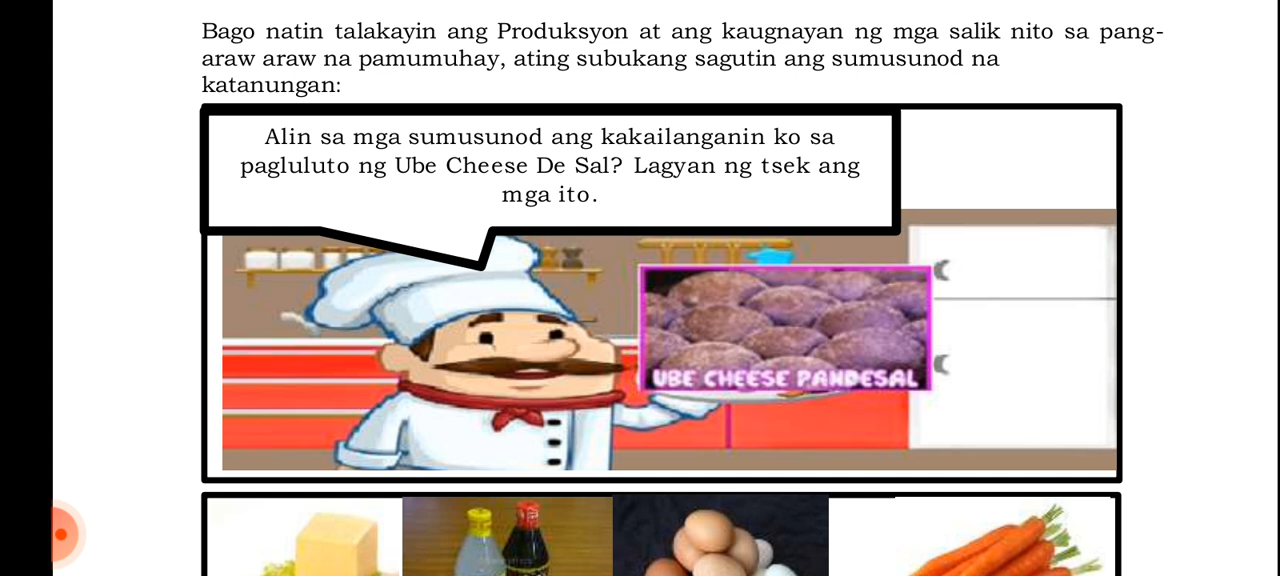 Bago natin talakayin ang Produksyon at ang kaugnayan ng mga salik nito sa pang-
araw araw na pamumuhay, ating subukang sagutin ang sumusunod na
katanungan:
Alin sa mga sumusunod ang kakailanganin ko sa
pagluluto ng Ube Cheese De Sal? Lagyan ng tsek ang
mga ito.
UBE CHEESE PANDESAL